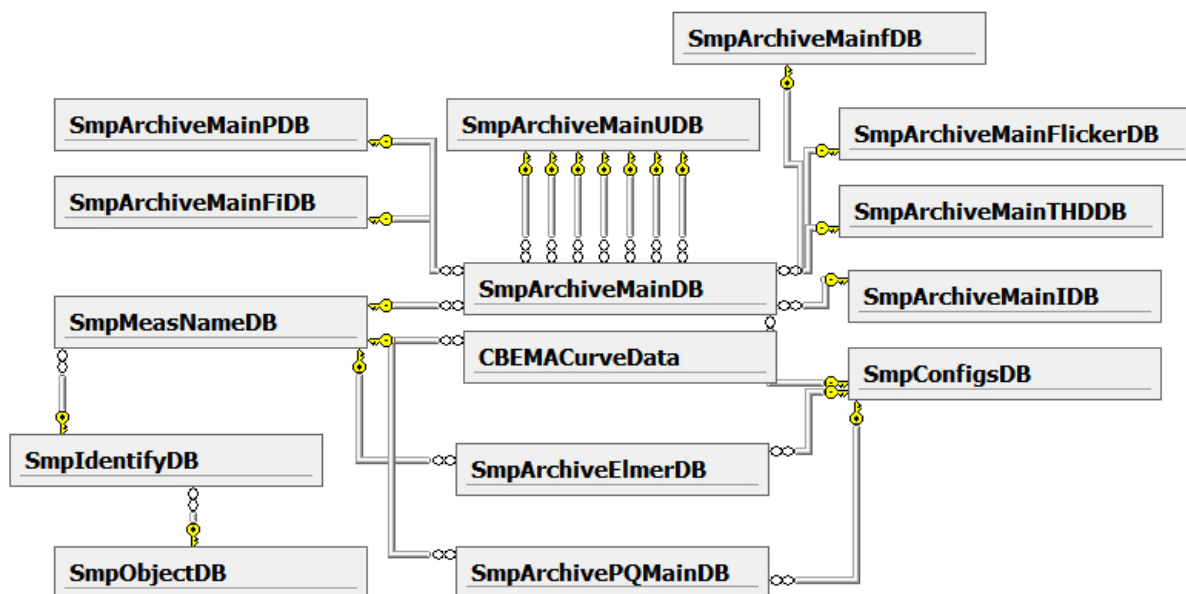 SmpArchiveMainfDB
SmpArchiveMainPDB
SmpArchiveMainUDB
SmpArchiveMainFlickerDB
SmpArchiveMainFiDB
SmpArchiveMainTHDDB
SmpArchiveMainDB
SmpArchiveMainIDB
SmpMeasNameDB
CBEMACurveData
SmpConfigsDB
SmpIdentifyDB
SmpArchiveElmerDB
SmpObjectDB
SmpArchivePQMainDB